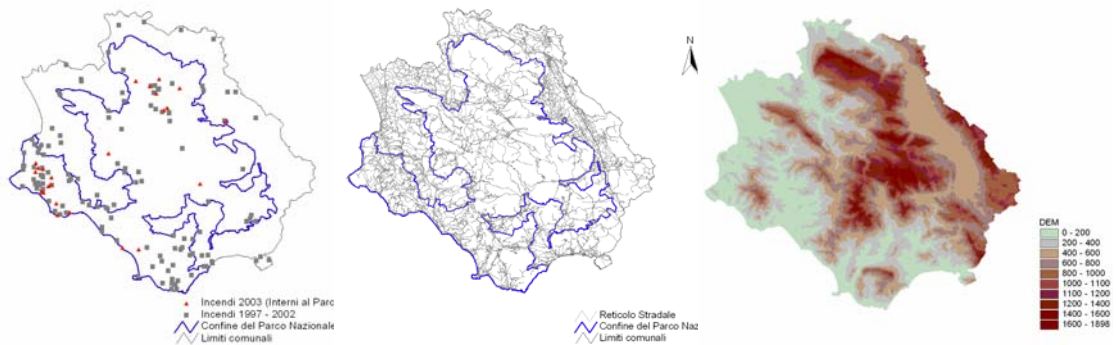 Incendi 2003 (Interni al Parc
Incendi 1997 - 2002
Confine del Parco Nazionale
Limiti comunali
Reticolo Stradale
Confine del Parco Naz
Limiti comunali
N
DEM
0 - 200
200 - 400
400 - 600
600 - 800
800 - 1000
1000 - 1100
1100 - 1200
1200 - 1400
1400 - 1600
1600 - 1898